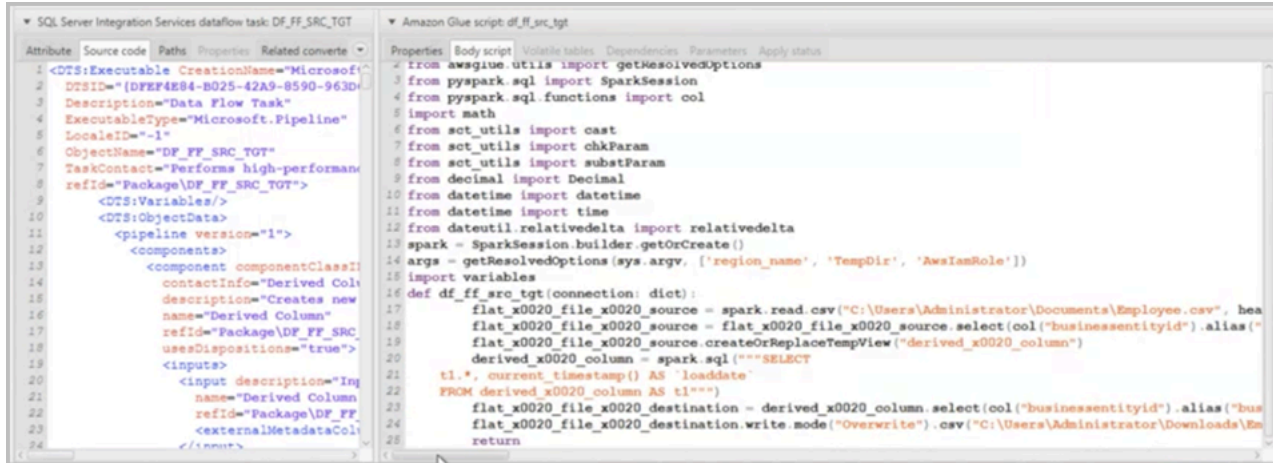 SQL Server Integration Services dataflow task: DF_FF_SRC_TGT
Attribute Source code Paths Properties Related converte
1 <DTS:Executable CreationName="Microsoft
2 DTSID="{DFEF4E84-B025-42A9-8590-963D
3 Description="Data Flow Task"
4 ExecutableType="Microsoft.Pipeline"
5 LocaleID="-1"
6 ObjectName="DF_FF_SRC_TGT"
7 TaskContact="Performs high-performan
8 refId="Package\DF_FF_SRC_TGT">
9 <DTS:Variables/>
10 <DTS:ObjectData>
11 <pipeline version="1">
12 <components>
13 <component componentClassI
14 contactInfo="Derived Colu
15 description="Creates new
16 name="Derived Column"
17 refId="Package\DF_FF_SRC
18 usesDispositions="true">
19 <inputs>
20 <input description="Inp
21 name="Derived Column
22 refId="Package\DF_FF
23 <externalMetadataColu
24 </input>
Amazon Glue script: df_ff_src_tgt
Properties Body script Volatile tables Dependencies Parameters Apply status
2 from awsglue.utils import getResolvedOptions
3 from pyspark.sql import SparkSession
4 from pyspark.sql.functions import col
5 import math
6 from sct_utils import cast
7 from sct_utils import chkParam
8 from sct_utils import substParam
9 from decimal import Decimal
10 from datetime import datetime
11 from datetime import time
12 from dateutil.relativedelta import relativedelta
13 spark = SparkSession.builder.getOrCreate()
14 args = getResolvedOptions(sys.argv, ['region_name', 'TempDir', 'AwsIamRole'])
15 import variables
16 def df_ff_src_tgt(connection: dict):
17 flat_x0020_file_x0020_source = spark.read.csv("C:\Users\Administrator\Documents\Employee.csv", hea
18 flat_x0020_file_x0020_source = flat_x0020_file_x0020_source.select(col("businessentityid").alias("
19 flat_x0020_file_x0020_source.createOrReplaceTempView("derived_x0020_column")
20 derived_x0020_column = spark.sql("""SELECT
21 t1.*, current_timestamp() AS `loaddate`
22 FROM derived_x0020_column AS t1""")
23 flat_x0020_file_x0020_destination = derived_x0020_column.select(col("businessentityid").alias("bus
24 flat_x0020_file_x0020_destination.write.mode("Overwrite").csv("C:\Users\Administrator\Downloads\Em
25 return